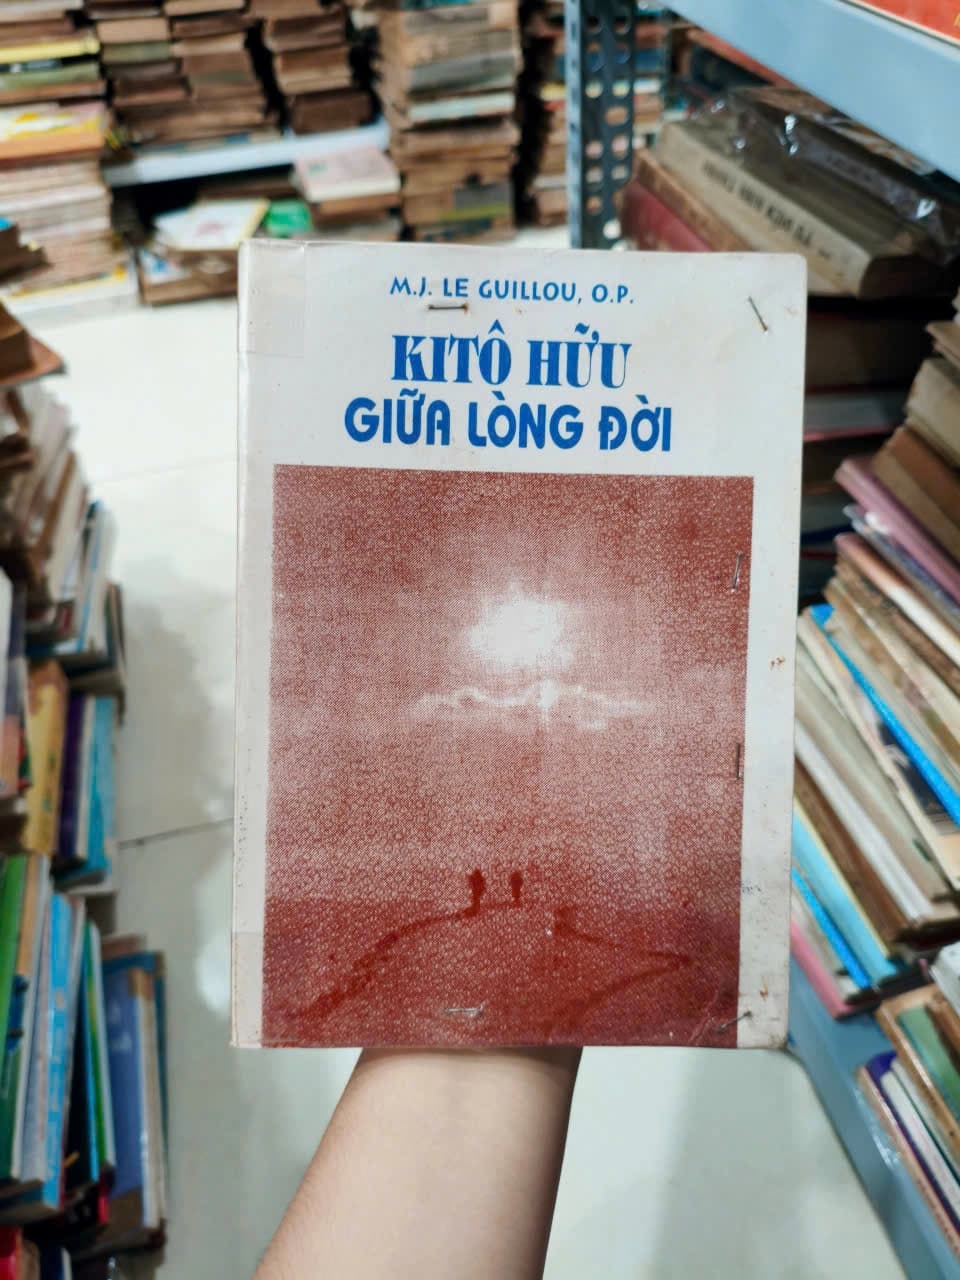 M.J. LE GUILLOU, O.P.
KITÔ HỮU
GIỮA LÒNG ĐỜI